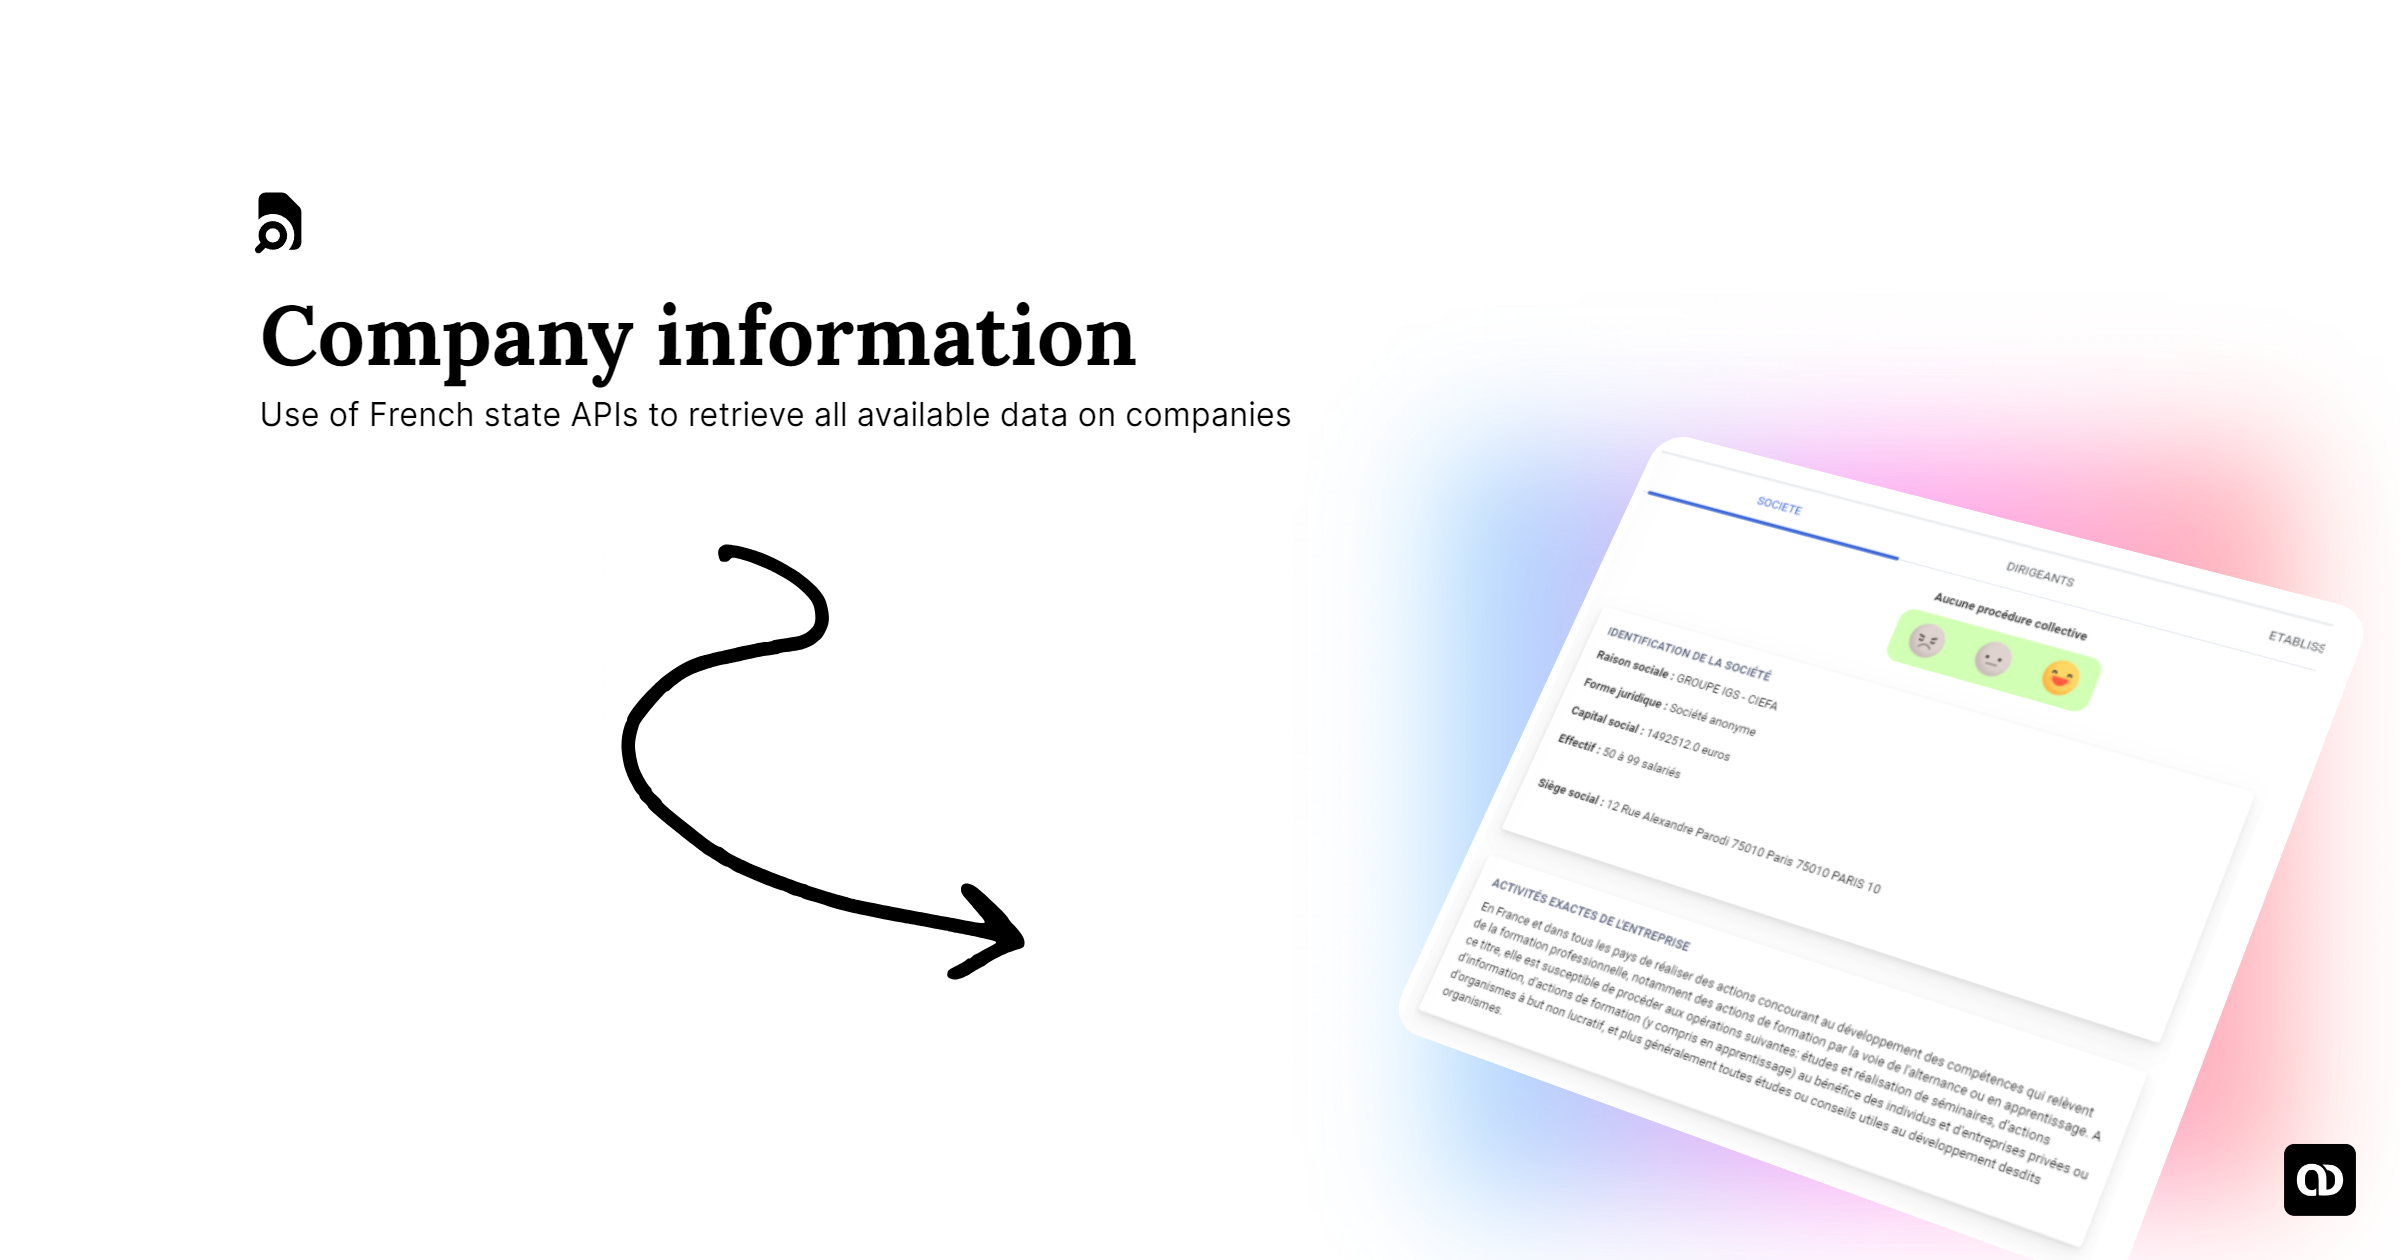 Company information
Use of French state APIs to retrieve all available data on companies
SOCIETE
DIRIGEANTS
ETABLISS
Aucune procédure collective
IDENTIFICATION DE LA SOCIÉTÉ
Raison sociale : GROUPE IGS - CIEFA
Forme juridique : Société anonyme
Capital social : 1492512.0 euros
Effectif : 50 à 99 salariés
Siège social : 12 Rue Alexandre Parodi 75010 Paris 75010 PARIS 10
ACTIVITÉS EXACTES DE L'ENTREPRISE
En France et dans tous les pays de réaliser des actions concourant au développement des compétences qui relèvent
de la formation professionnelle, notamment des actions de formation par la voie de l'alternance ou en apprentissage. A
ce titre, elle est susceptible de procéder aux opérations suivantes: études et réalisation de séminaires, d'actions
d'information, d'actions de formation (y compris en apprentissage) au bénéfice des individus et d'entreprises privées ou
d'organismes à but non lucratif, et plus généralement toutes études ou conseils utiles au développement desdits
organismes.